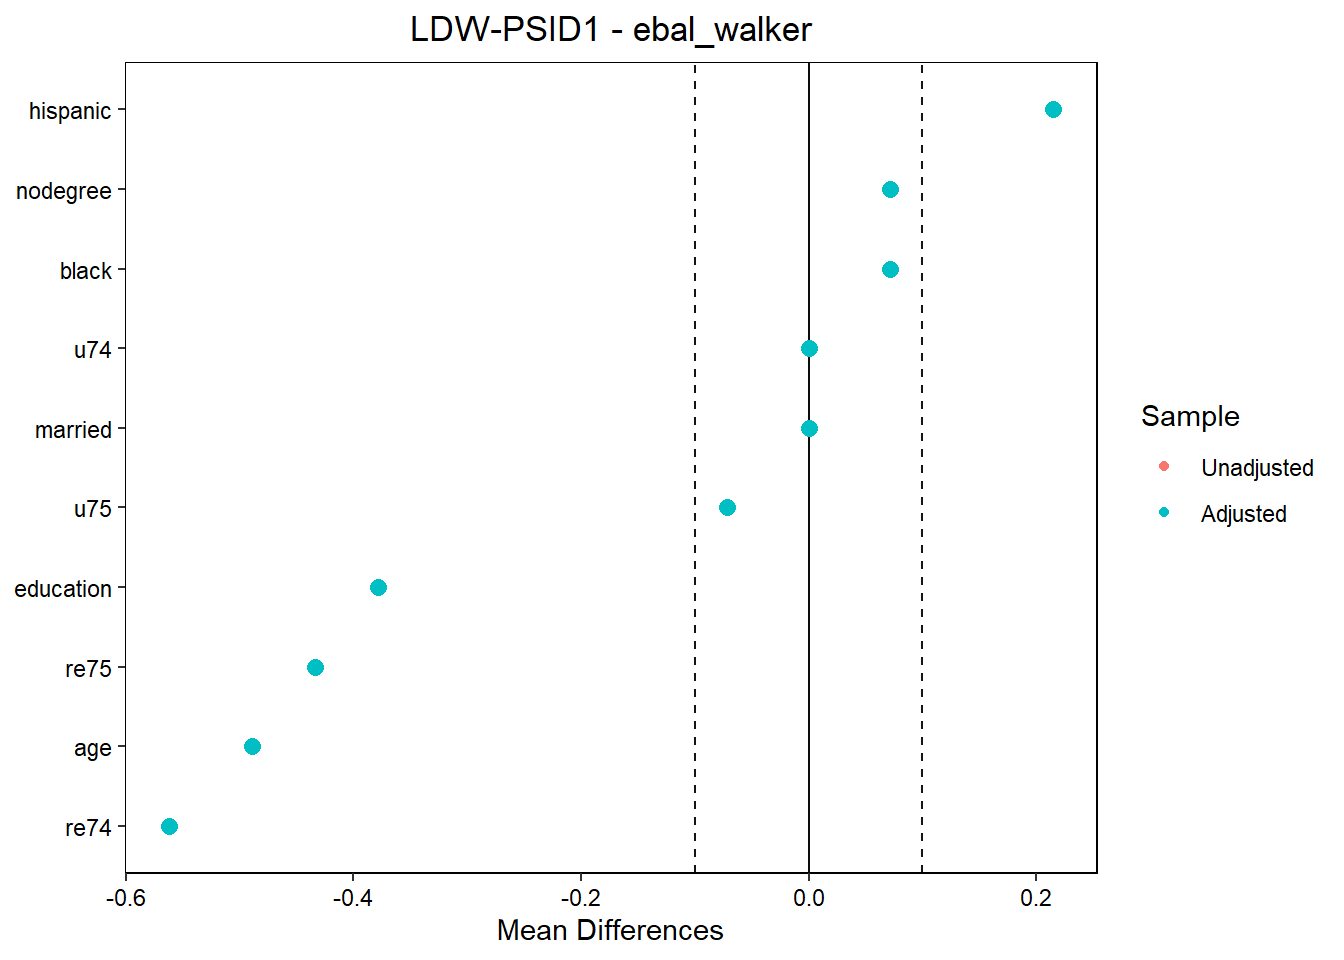 LDW-PSID1 - ebal_walker
hispanic
nodegree
black
u74
married
u75
education
re75
age
re74
-0.6
-0.4
-0.2
0.0
0.2
Mean Differences
Sample
Unadjusted
Adjusted